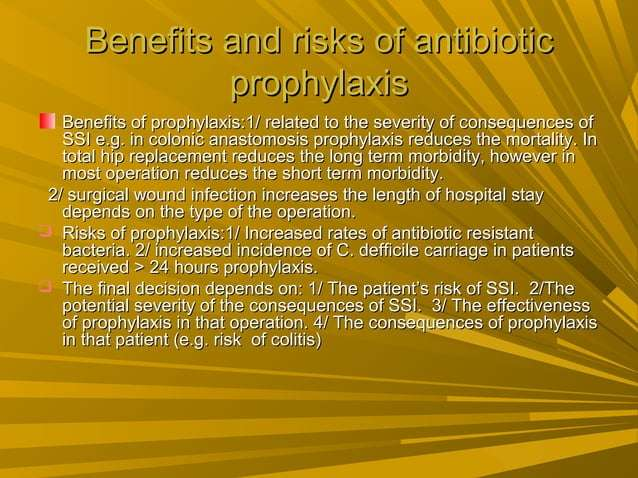 Benefits and risks of antibiotic
prophylaxis
Benefits of prophylaxis:1/ related to the severity of consequences of
SSI e.g. in colonic anastomosis prophylaxis reduces the mortality. In
total hip replacement reduces the long term morbidity, however in
most operation reduces the short term morbidity.
2/ surgical wound infection increases the length of hospital stay
depends on the type of the operation.
Risks of prophylaxis:1/ Increased rates of antibiotic resistant
bacteria. 2/ increased incidence of C. defficile carriage in patients
received > 24 hours prophylaxis.
The final decision depends on: 1/ The patient's risk of SSI.  2/The
potential severity of the consequences of SSI.  3/ The effectiveness
of prophylaxis in that operation. 4/ The consequences of prophylaxis
in that patient (e.g. risk  of colitis)